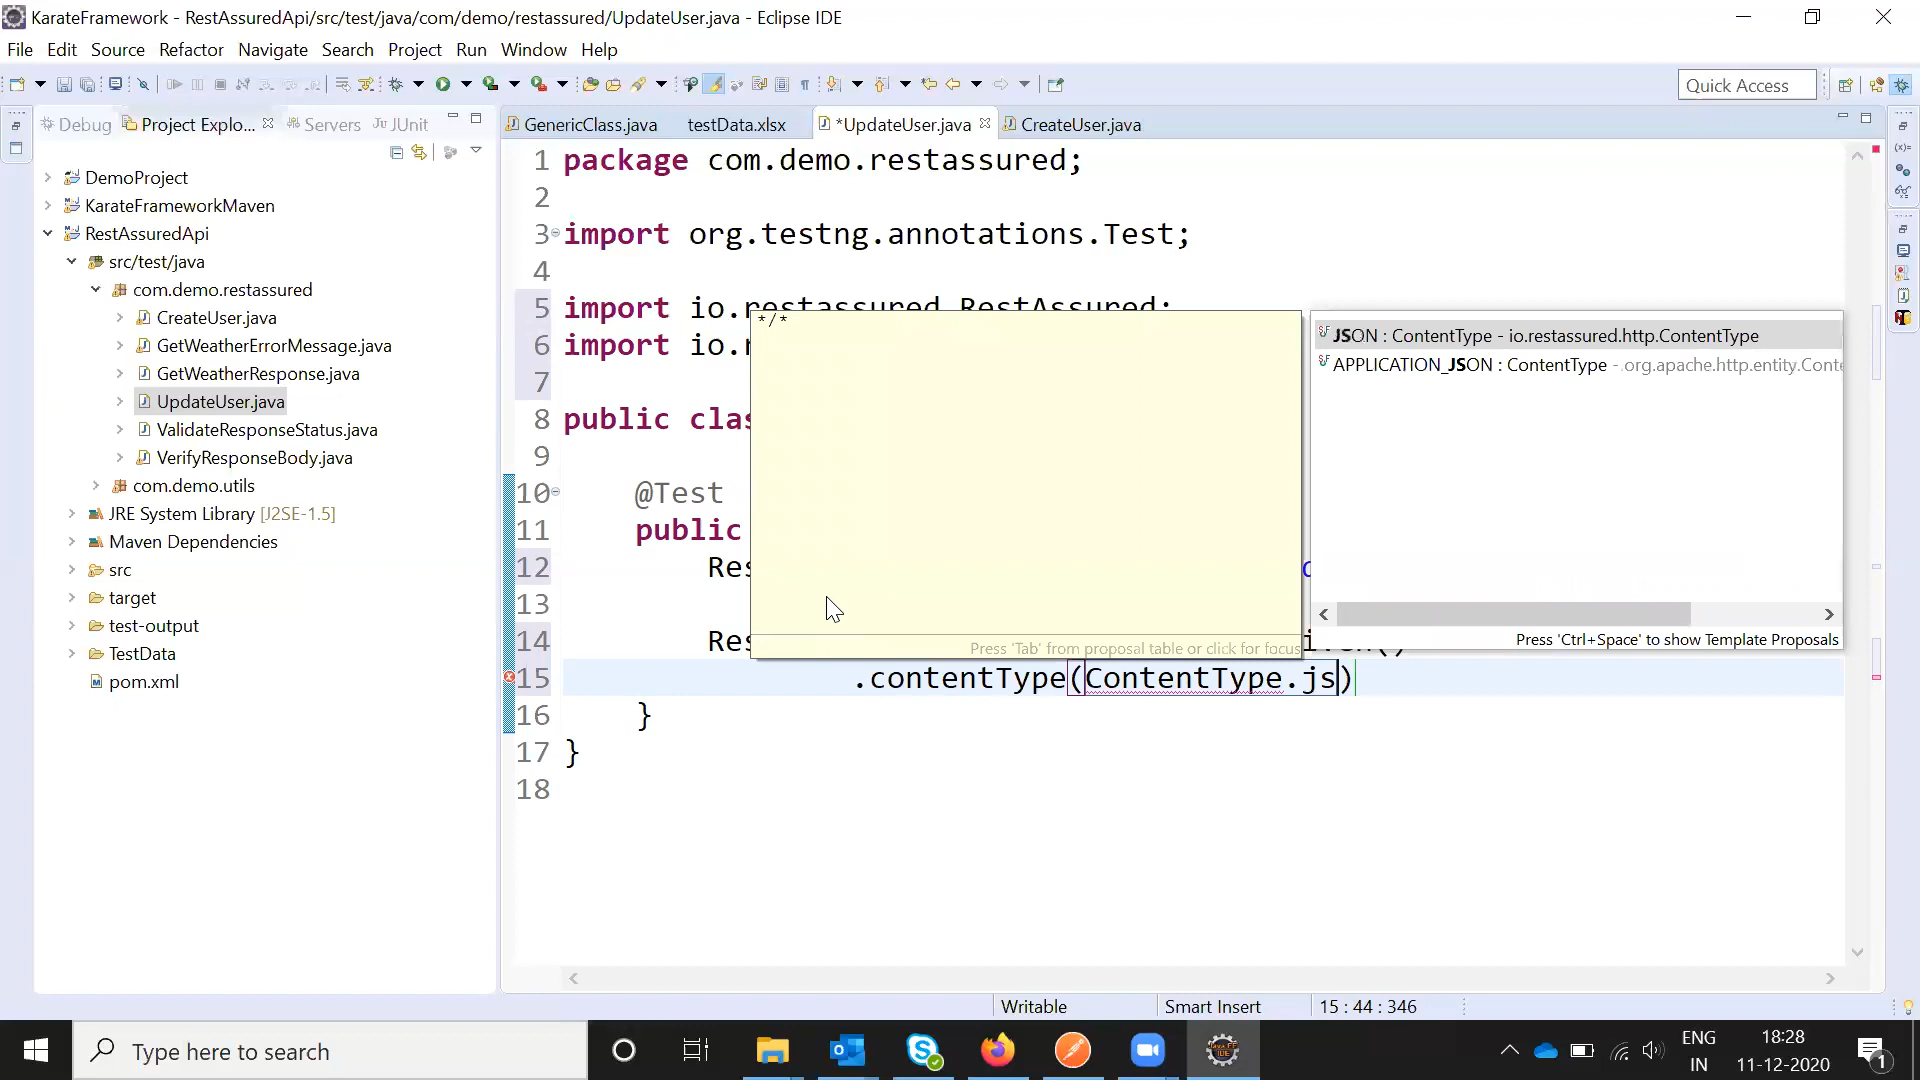 KarateFramework - RestAssuredApi/src/test/java/com/demo/restassured/UpdateUser.java - Eclipse IDE
File Edit Source Refactor Navigate Search Project Run Window Help
Quick Access
Debug Project Explo... Servers JUnit
GenericClass.java testData.xlsx *UpdateUser.java CreateUser.java
DemoProject
KarateFrameworkMaven
RestAssuredApi
src/test/java
com.demo.restassured
CreateUser.java
GetWeatherErrorMessage.java
GetWeatherResponse.java
UpdateUser.java
ValidateResponseStatus.java
VerifyResponseBody.java
com.demo.utils
JRE System Library [J2SE-1.5]
Maven Dependencies
src
target
test-output
TestData
pom.xml
1 package com.demo.restassured;
2
3 import org.testng.annotations.Test;
4
5 import io.restassured.RestAssured;
6 import io.r
7
8 public clas
9
10 @Test
11 public
12 Res
13
14 Res
15 .contentType(ContentType.js)
16 }
17 }
18
*/*
Press 'Tab' from proposal table or click for focus
JSON : ContentType - io.restassured.http.ContentType
APPLICATION_JSON : ContentType - org.apache.http.entity.Conte
Press 'Ctrl+Space' to show Template Proposals
Writable Smart Insert 15 : 44 : 346
Type here to search
ENG
IN
18:28
11-12-2020
1